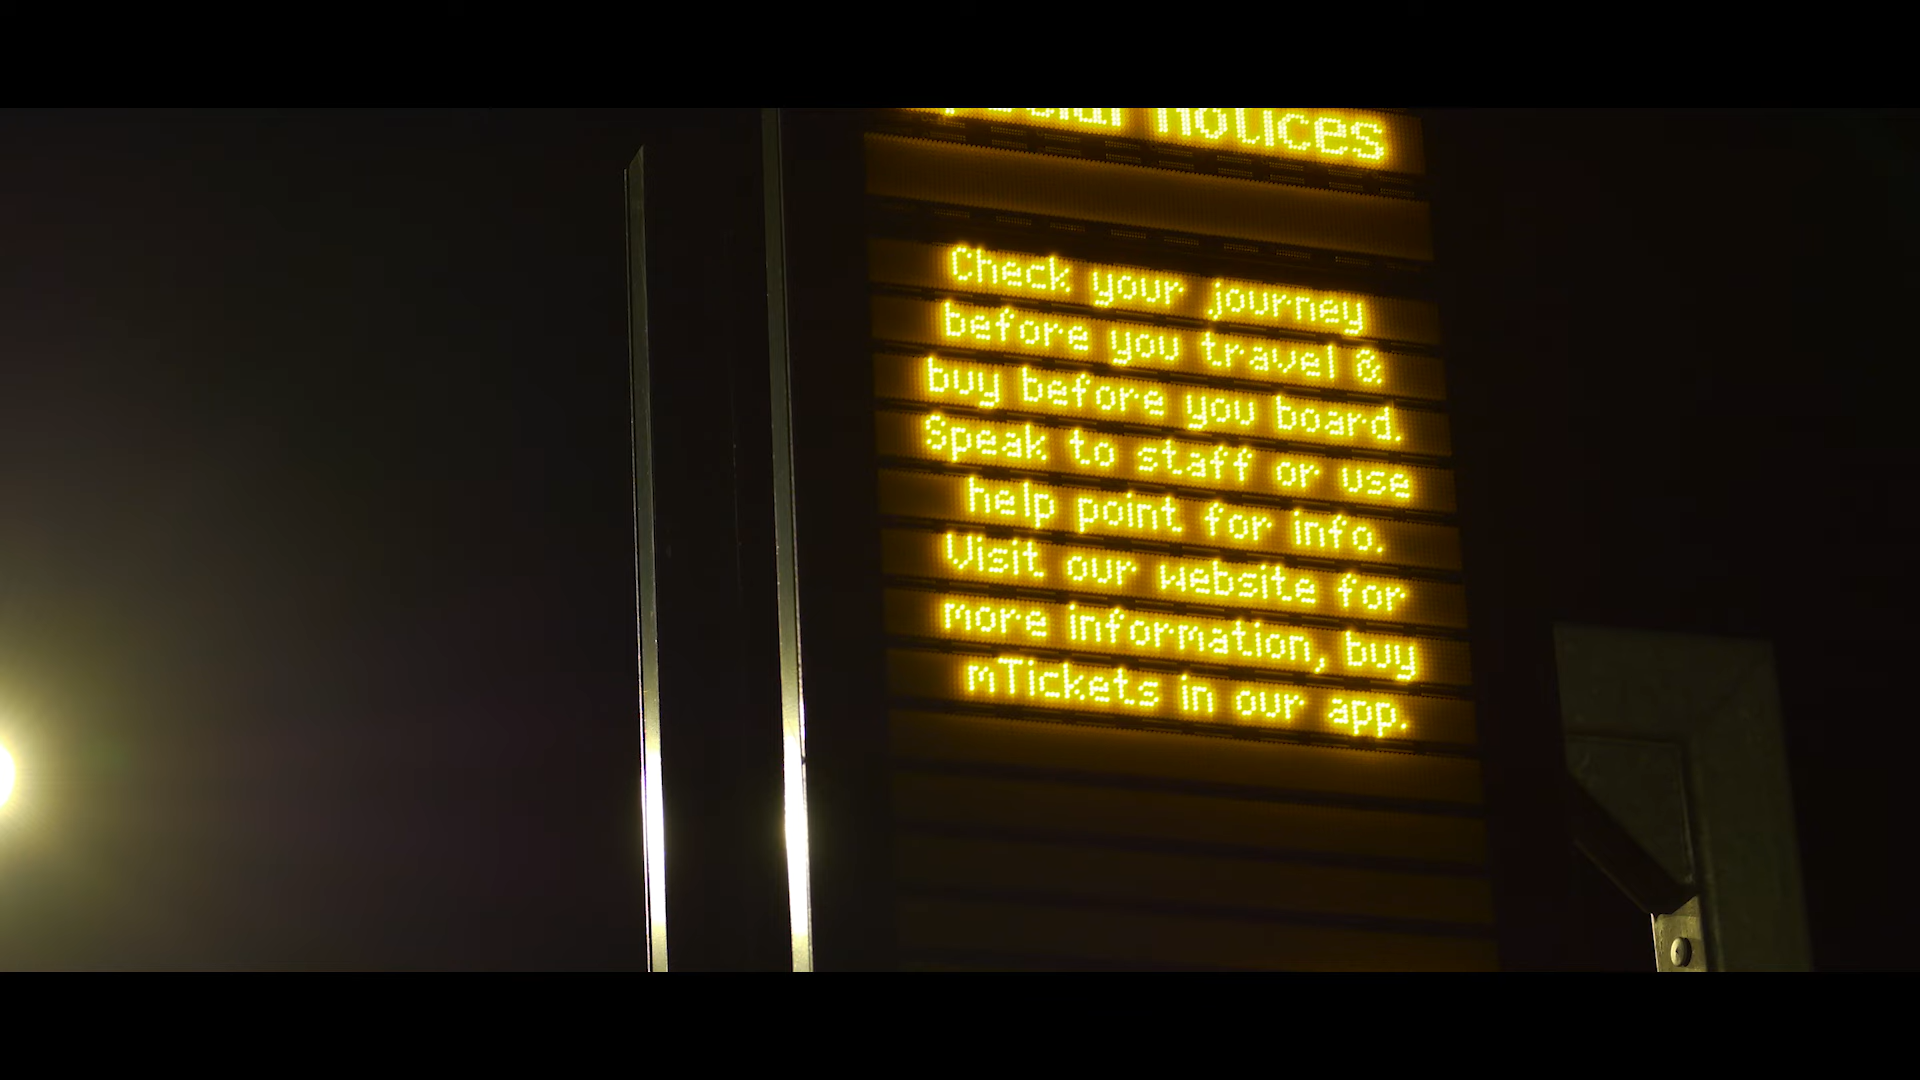 notices
Check your journey
before you travel &
buy before you board.
Speak to staff or use
help point for info.
Visit our website for
more information, buy
mTickets in our app.